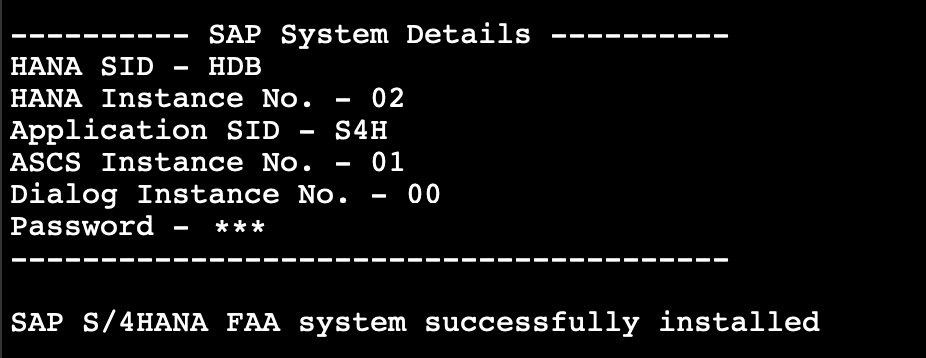 ---------- SAP System Details ----------
HANA SID - HDB
HANA Instance No. - 02
Application SID - S4H
ASCS Instance No. - 01
Dialog Instance No. - 00
Password - ***
----------------------------------------
SAP S/4HANA FAA system successfully installed